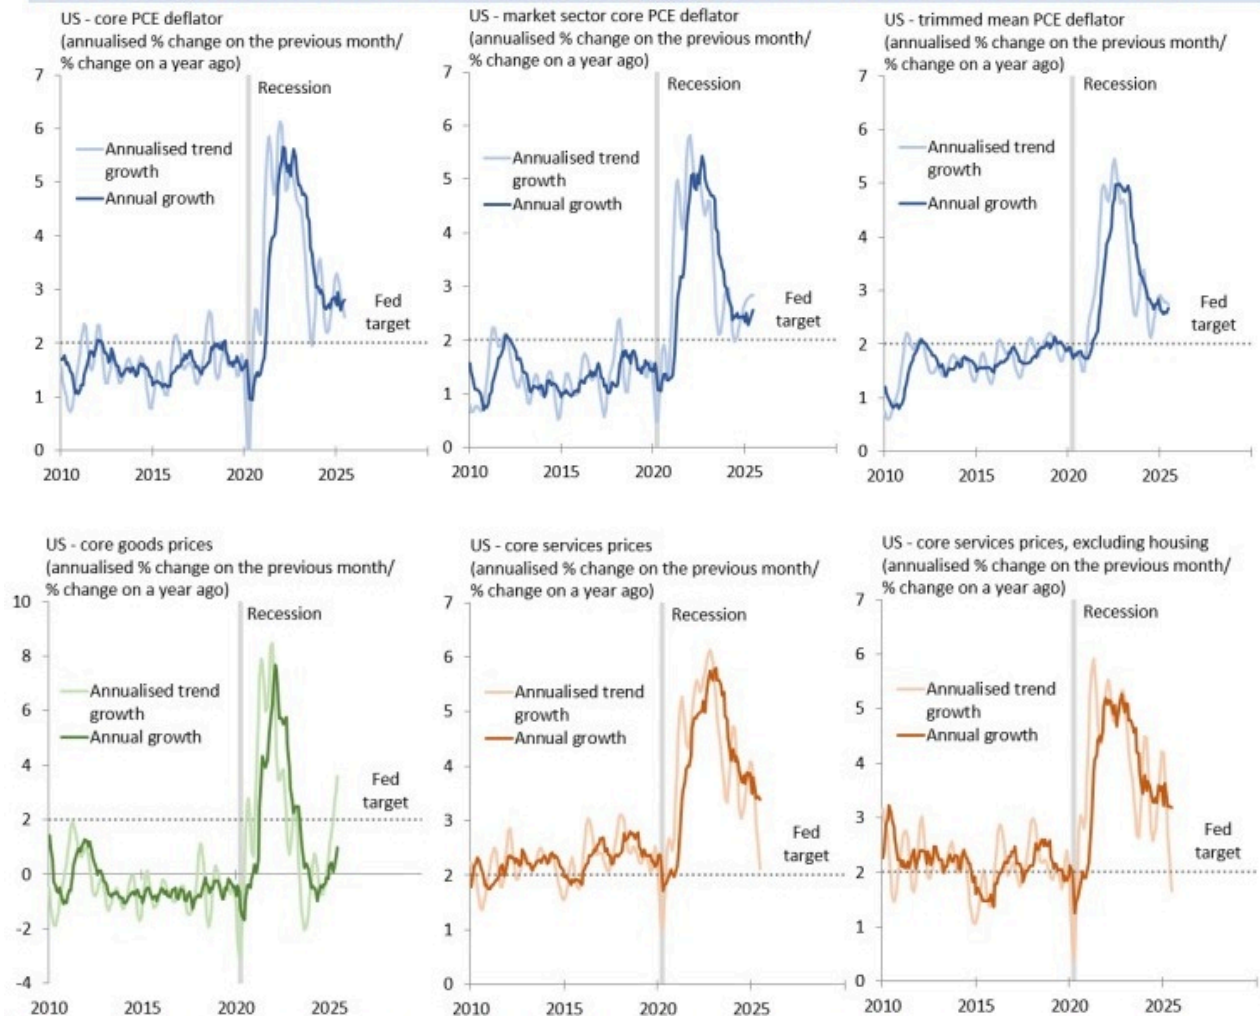 US - core PCE deflator
(annualised % change on the previous month/
% change on a year ago)
7
6
5
4
3
2
1
0
Recession
Annualised trend
growth
Annual growth
Fed
target
2010 2015 2020 2025
US - market sector core PCE deflator
(annualised % change on the previous month/
% change on a year ago)
7
6
5
4
3
2
1
0
Recession
Annualised trend
growth
Annual growth
Fed
target
2010 2015 2020 2025
US - trimmed mean PCE deflator
(annualised % change on the previous month/
% change on a year ago)
7
6
5
4
3
2
1
0
Recession
Annualised trend
growth
Annual growth
Fed
target
2010 2015 2020 2025
US - core goods prices
(annualised % change on the previous month/
% change on a year ago)
10
8
6
4
2
0
-2
-4
Recession
Annualised trend
growth
Annual growth
Fed
target
2010 2015 2020 2025
US - core services prices
(annualised % change on the previous month/
% change on a year ago)
7
6
5
4
3
2
1
0
Recession
Annualised trend
growth
Annual growth
Fed
target
2010 2015 2020 2025
US - core services prices, excluding housing
(annualised % change on the previous month/
% change on a year ago)
7
6
5
4
3
2
1
0
Recession
Annualised trend
growth
Annual growth
Fed
target
2010 2015 2020 2025